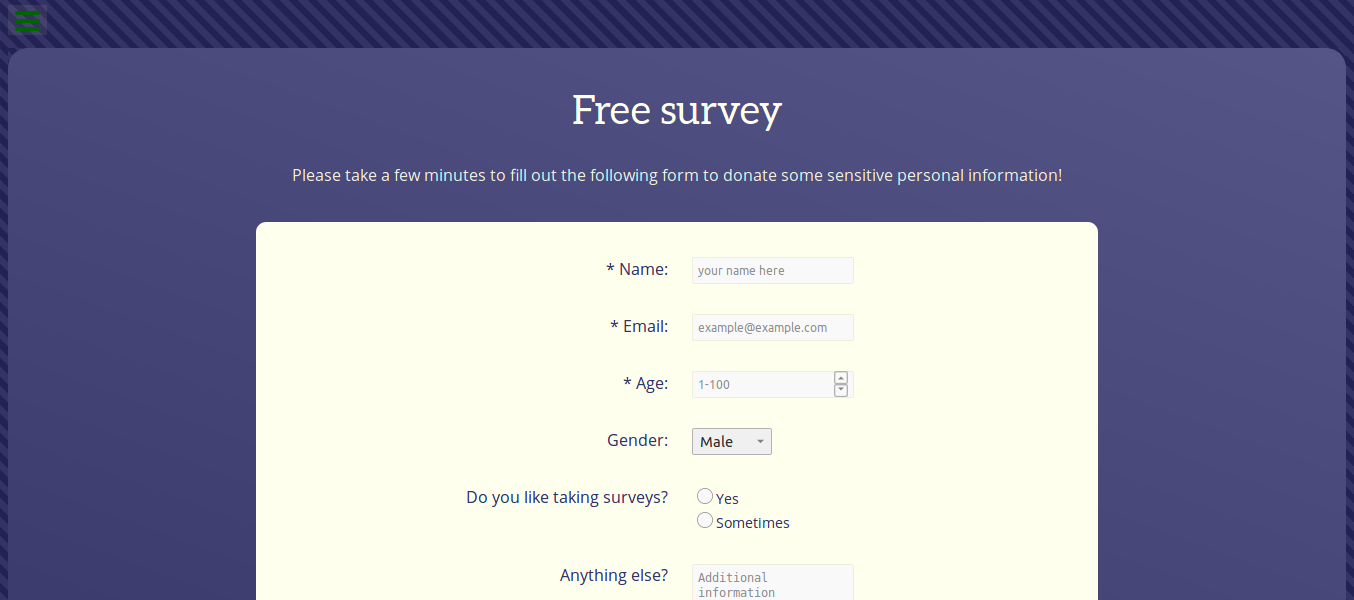 Free survey
Please take a few minutes to fill out the following form to donate some sensitive personal information!
* Name: your name here
* Email: example@example.com
* Age: 1-100
Gender: Male
Do you like taking surveys? Yes
Sometimes
Anything else? Additional
information